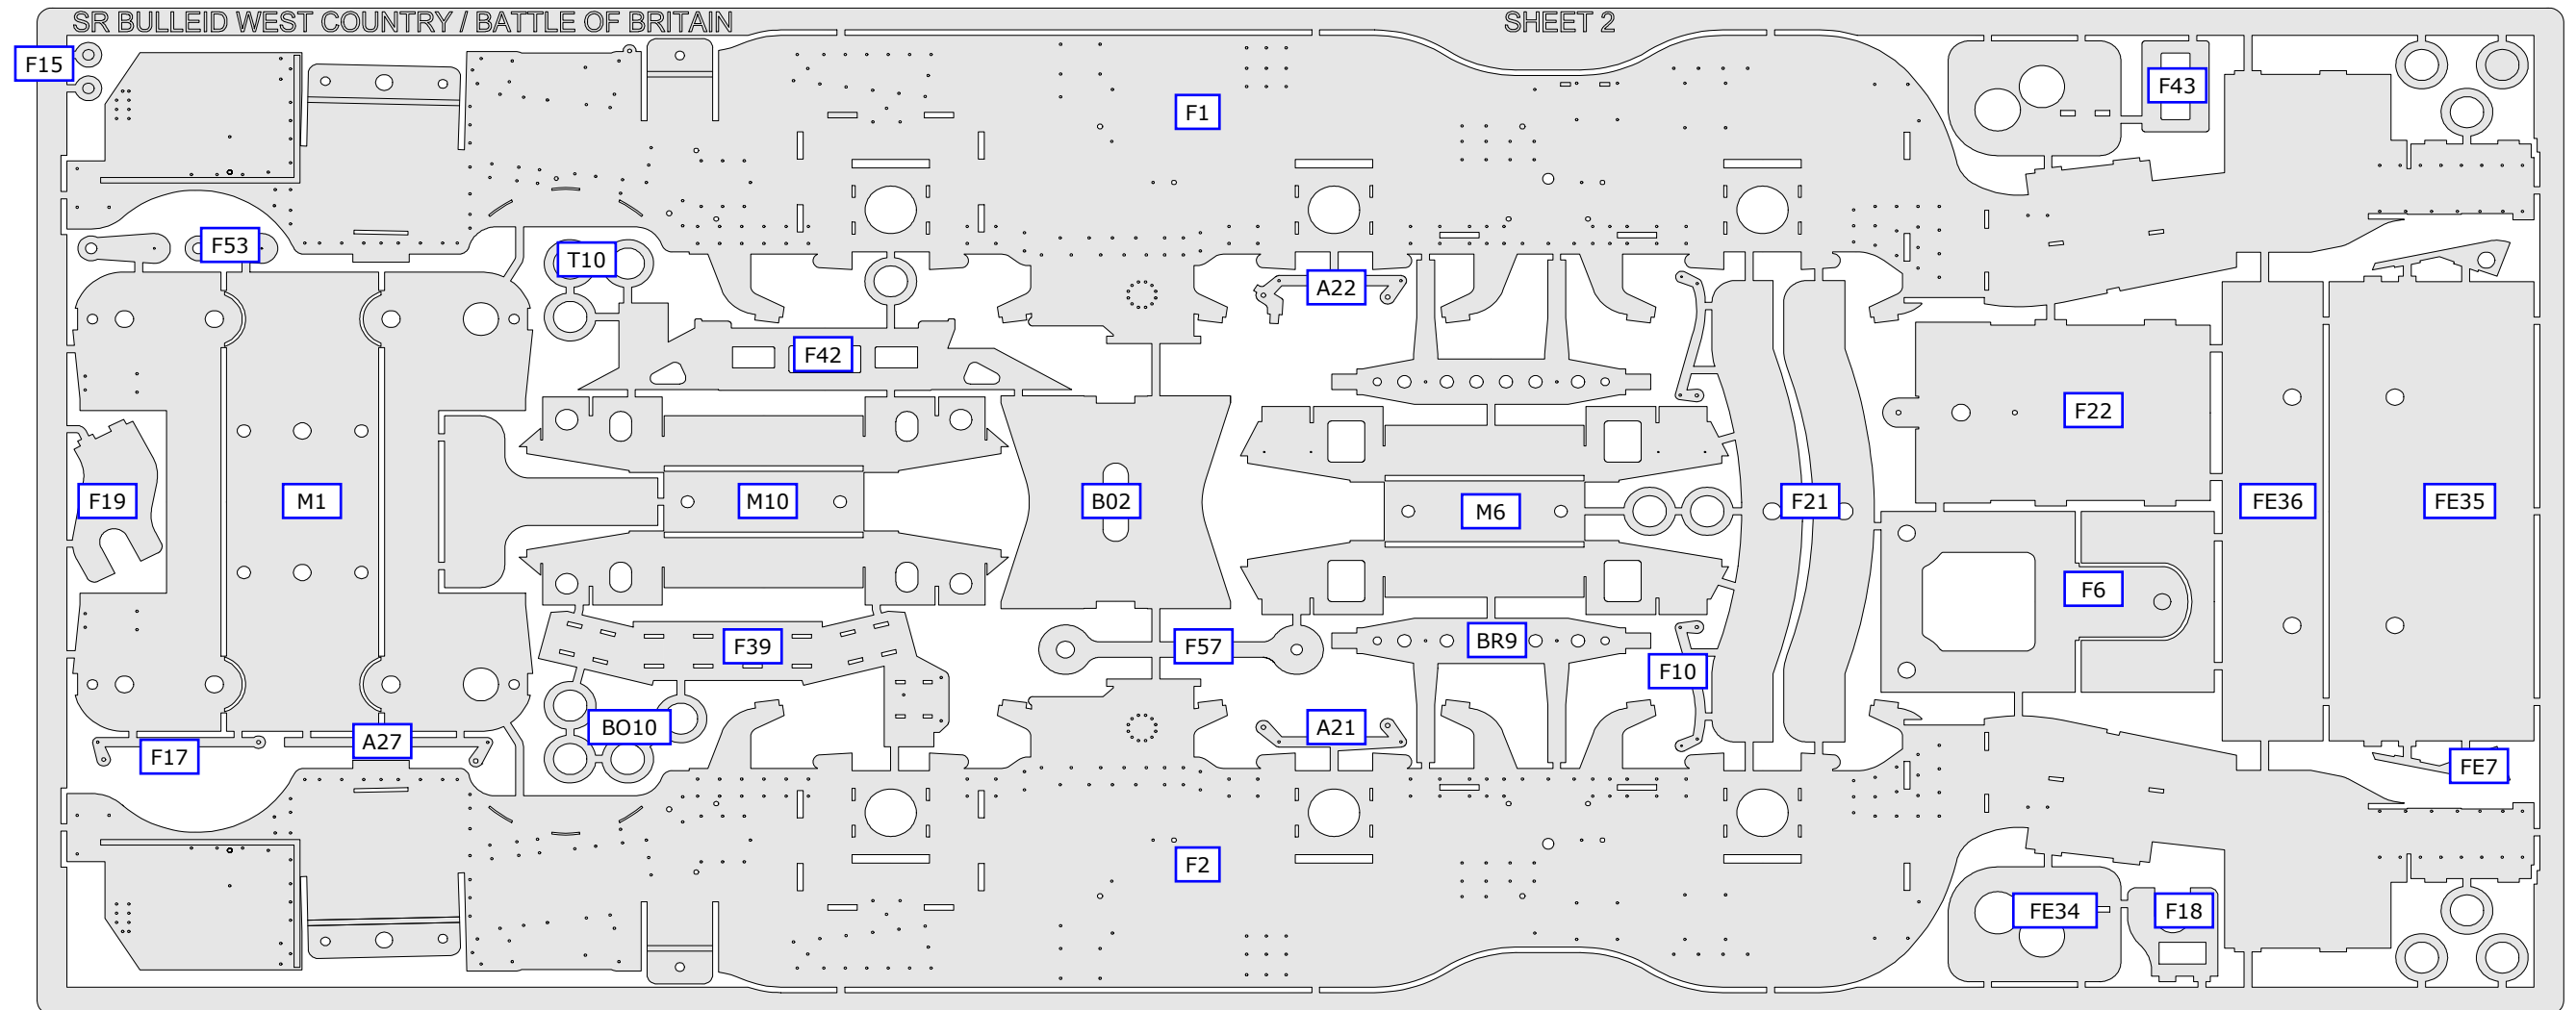 SR BULLEID WEST COUNTRY / BATTLE OF BRITAIN
SHEET 2
F15
F1
F43
F53
T10
A22
F42
F22
F19
M1
M10
B02
M6
F21
FE36
FE35
F6
F39
F57
BR9
F10
BO10
A21
F17
A27
FE7
F2
FE34
F18